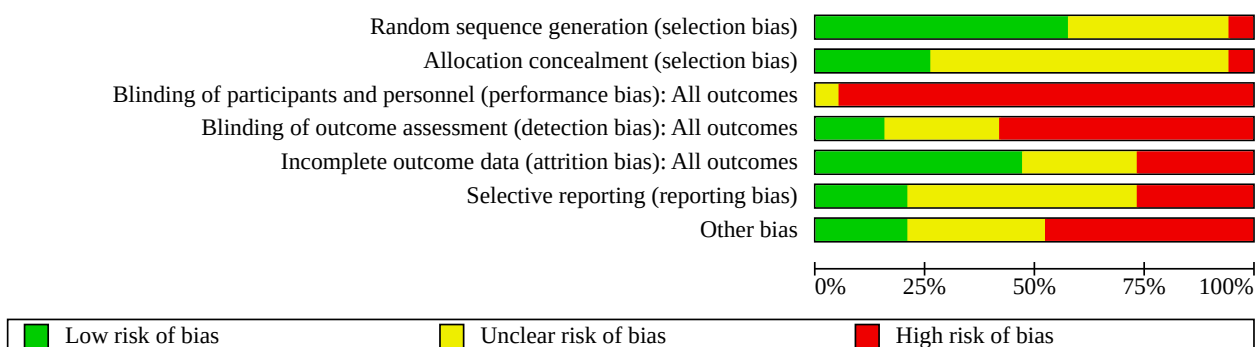 Random sequence generation (selection bias)
Allocation concealment (selection bias)
Blinding of participants and personnel (performance bias): All outcomes
Blinding of outcome assessment (detection bias): All outcomes
Incomplete outcome data (attrition bias): All outcomes
Selective reporting (reporting bias)
Other bias
0% 25% 50% 75% 100%
Low risk of bias Unclear risk of bias High risk of bias